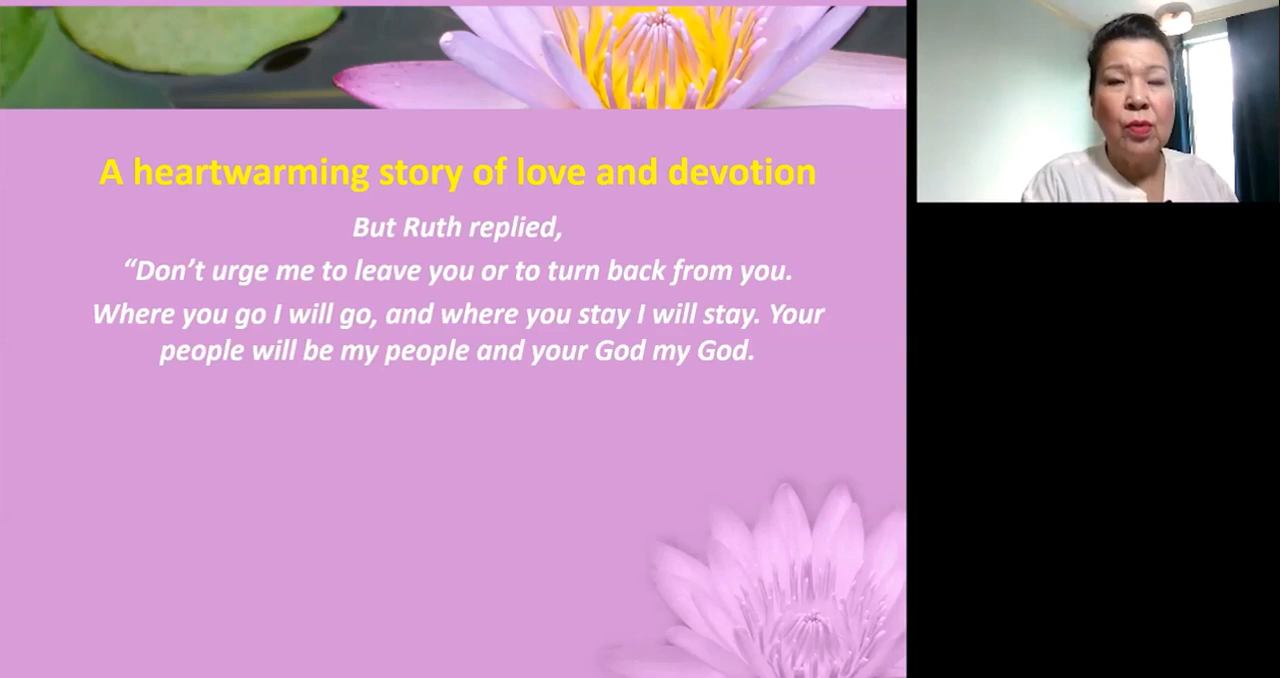 A heartwarming story of love and devotion
But Ruth replied,
“Don’t urge me to leave you or to turn back from you.
Where you go I will go, and where you stay I will stay. Your
people will be my people and your God my God.